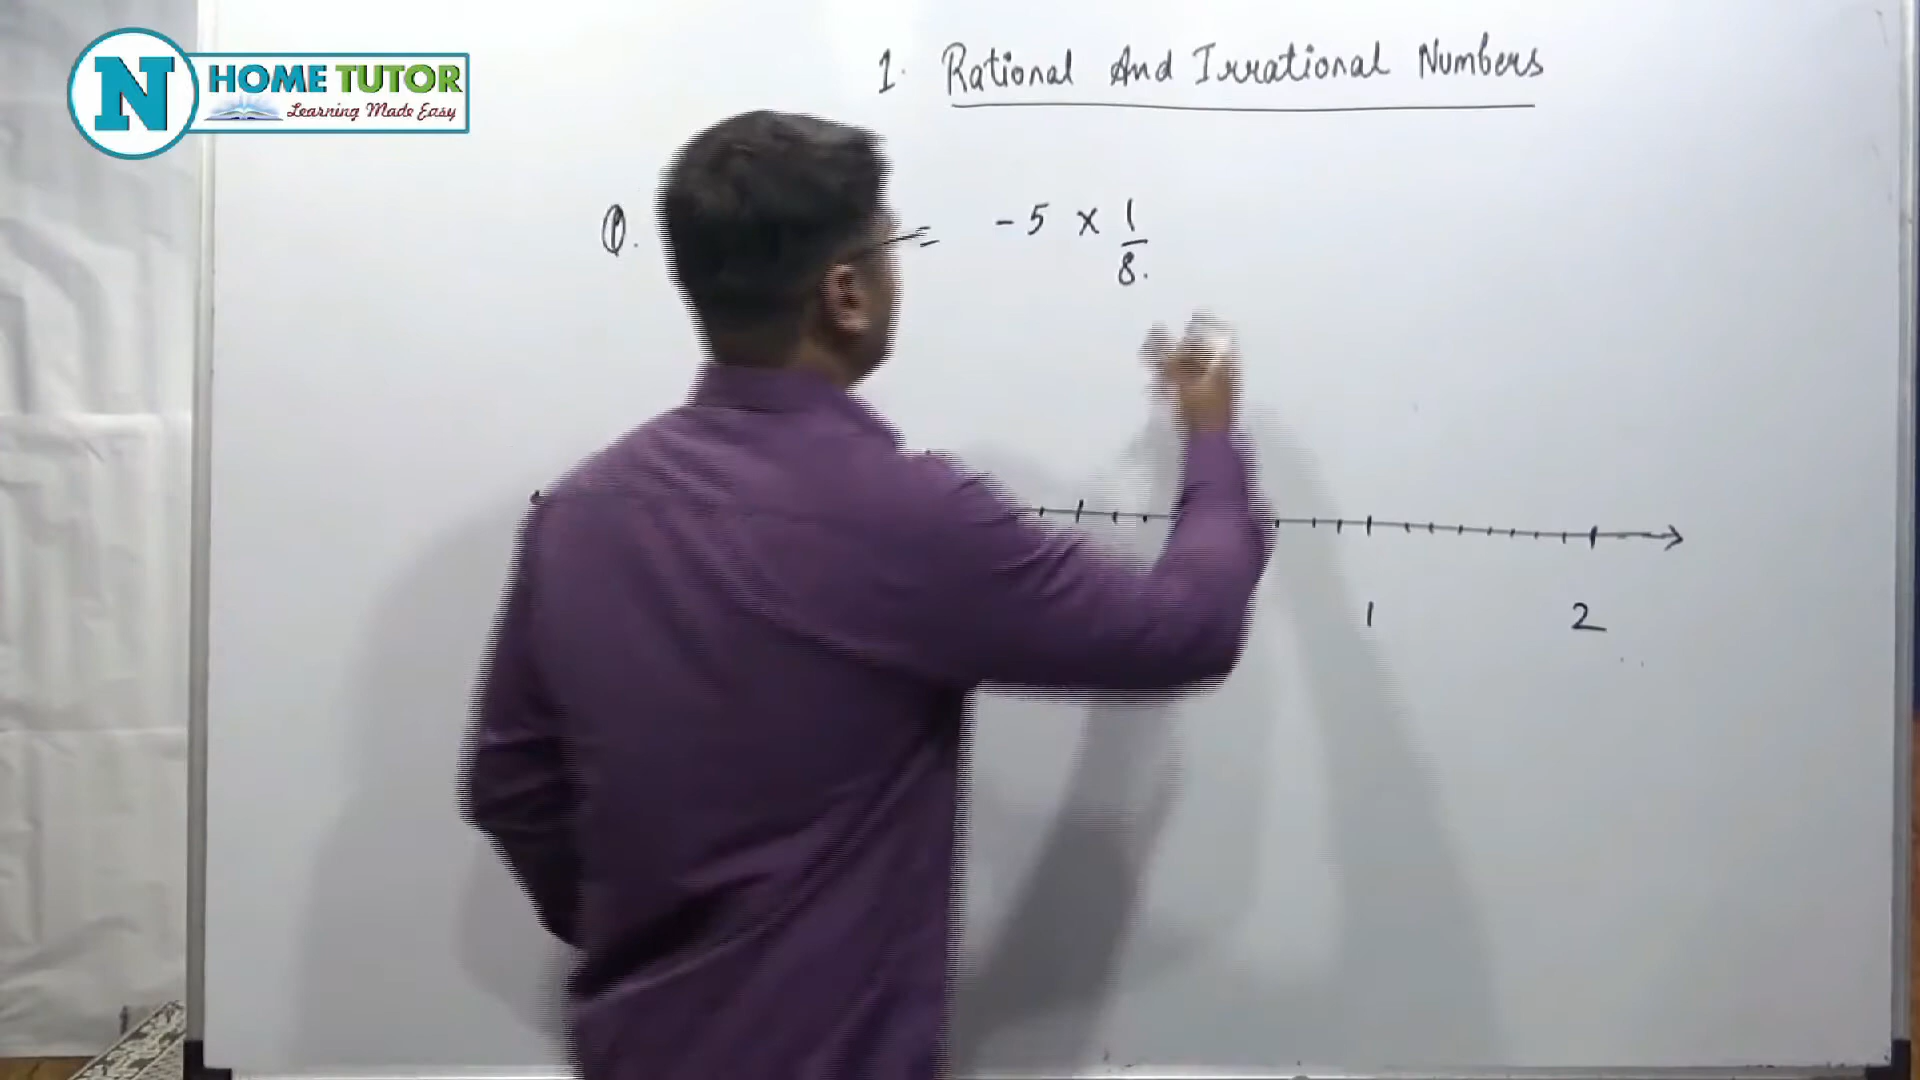 N HOME TUTOR
Learning Made Easy
1. Rational And Irrational Numbers
Q. = -5 × 1/8.
1 2